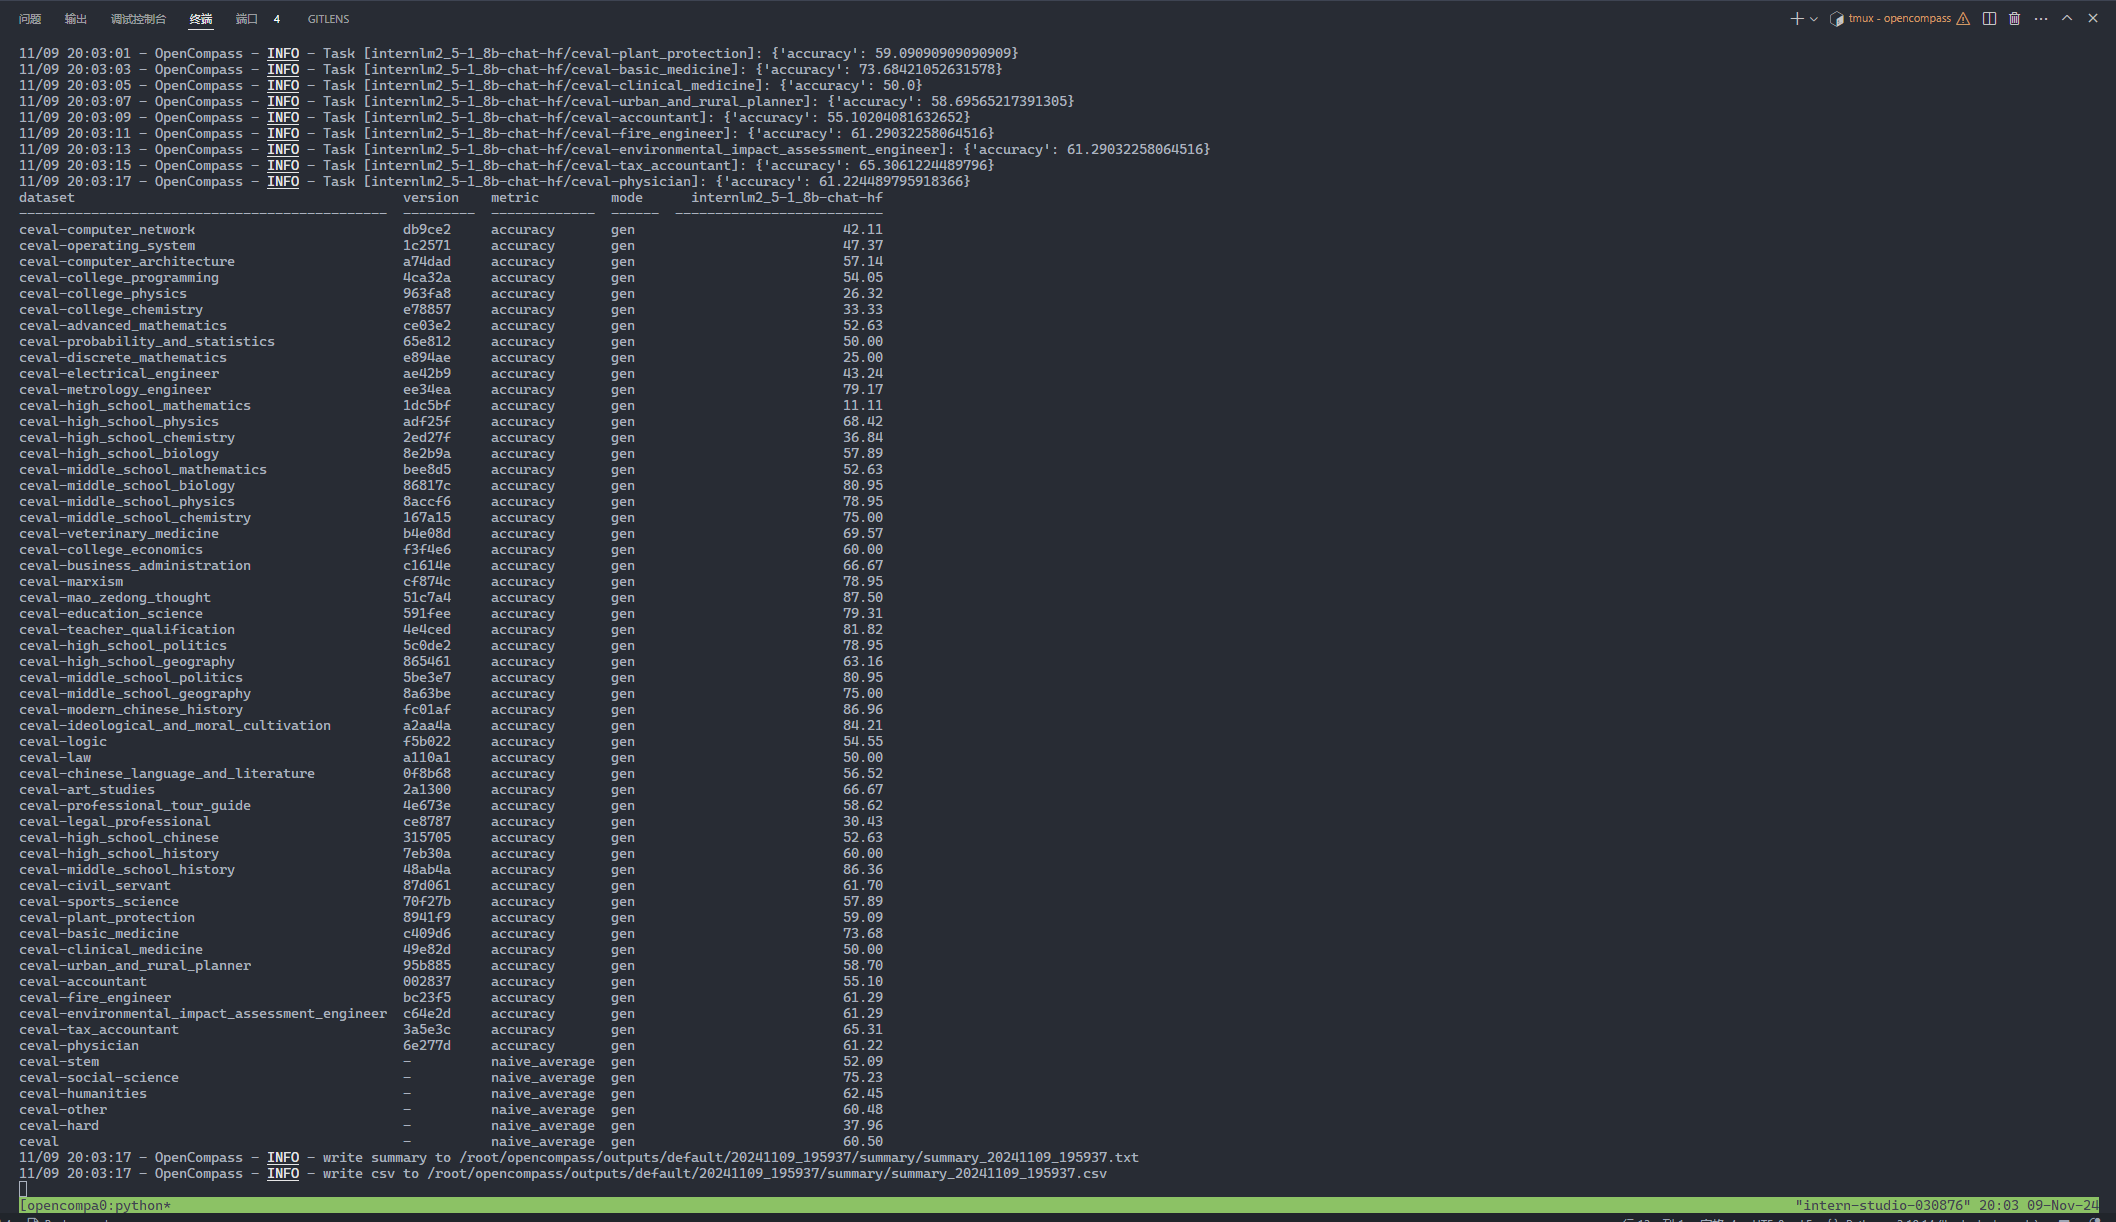 问题 输出 调试控制台 终端 端口 4 GITLENS tmux - opencompass
11/09 20:03:01 - OpenCompass - INFO - Task [internlm2_5-1_8b-chat-hf/ceval-plant_protection]: {'accuracy': 59.09090909090909}
11/09 20:03:03 - OpenCompass - INFO - Task [internlm2_5-1_8b-chat-hf/ceval-basic_medicine]: {'accuracy': 73.68421052631578}
11/09 20:03:05 - OpenCompass - INFO - Task [internlm2_5-1_8b-chat-hf/ceval-clinical_medicine]: {'accuracy': 50.0}
11/09 20:03:07 - OpenCompass - INFO - Task [internlm2_5-1_8b-chat-hf/ceval-urban_and_rural_planner]: {'accuracy': 58.69565217391305}
11/09 20:03:09 - OpenCompass - INFO - Task [internlm2_5-1_8b-chat-hf/ceval-accountant]: {'accuracy': 55.10204081632652}
11/09 20:03:11 - OpenCompass - INFO - Task [internlm2_5-1_8b-chat-hf/ceval-fire_engineer]: {'accuracy': 61.29032258064516}
11/09 20:03:13 - OpenCompass - INFO - Task [internlm2_5-1_8b-chat-hf/ceval-environmental_impact_assessment_engineer]: {'accuracy': 61.29032258064516}
11/09 20:03:15 - OpenCompass - INFO - Task [internlm2_5-1_8b-chat-hf/ceval-tax_accountant]: {'accuracy': 65.3061224489796}
11/09 20:03:17 - OpenCompass - INFO - Task [internlm2_5-1_8b-chat-hf/ceval-physician]: {'accuracy': 61.224489795918366}
dataset version metric mode internlm2_5-1_8b-chat-hf
---------------------------------------------- --------- ------------- ------ --------------------------
ceval-computer_network db9ce2 accuracy gen 42.11
ceval-operating_system 1c2571 accuracy gen 47.37
ceval-computer_architecture a74dad accuracy gen 57.14
ceval-college_programming 4ca32a accuracy gen 54.05
ceval-college_physics 963fa8 accuracy gen 26.32
ceval-college_chemistry e78857 accuracy gen 33.33
ceval-advanced_mathematics ce03e2 accuracy gen 52.63
ceval-probability_and_statistics 65e812 accuracy gen 50.00
ceval-discrete_mathematics e894ae accuracy gen 25.00
ceval-electrical_engineer ae42b9 accuracy gen 43.24
ceval-metrology_engineer ee34ea accuracy gen 79.17
ceval-high_school_mathematics 1dc5bf accuracy gen 11.11
ceval-high_school_physics adf25f accuracy gen 68.42
ceval-high_school_chemistry 2ed27f accuracy gen 36.84
ceval-high_school_biology 8e2b9a accuracy gen 57.89
ceval-middle_school_mathematics bee8d5 accuracy gen 52.63
ceval-middle_school_biology 86817c accuracy gen 80.95
ceval-middle_school_physics 8accf6 accuracy gen 78.95
ceval-middle_school_chemistry 167a15 accuracy gen 75.00
ceval-veterinary_medicine b4e08d accuracy gen 69.57
ceval-college_economics f3f4e6 accuracy gen 60.00
ceval-business_administration c1614e accuracy gen 66.67
ceval-marxism cf874c accuracy gen 78.95
ceval-mao_zedong_thought 51c7a4 accuracy gen 87.50
ceval-education_science 591fee accuracy gen 79.31
ceval-teacher_qualification 4e4ced accuracy gen 81.82
ceval-high_school_politics 5c0de2 accuracy gen 78.95
ceval-high_school_geography 865461 accuracy gen 63.16
ceval-middle_school_politics 5be3e7 accuracy gen 80.95
ceval-middle_school_geography 8a63be accuracy gen 75.00
ceval-modern_chinese_history fc01af accuracy gen 86.96
ceval-ideological_and_moral_cultivation a2aa4a accuracy gen 84.21
ceval-logic f5b022 accuracy gen 54.55
ceval-law a110a1 accuracy gen 50.00
ceval-chinese_language_and_literature 0f8b68 accuracy gen 56.52
ceval-art_studies 2a1300 accuracy gen 66.67
ceval-professional_tour_guide 4e673e accuracy gen 58.62
ceval-legal_professional ce8787 accuracy gen 30.43
ceval-high_school_chinese 315705 accuracy gen 52.63
ceval-high_school_history 7eb30a accuracy gen 60.00
ceval-middle_school_history 48ab4a accuracy gen 86.36
ceval-civil_servant 87d061 accuracy gen 61.70
ceval-sports_science 70f27b accuracy gen 57.89
ceval-plant_protection 8941f9 accuracy gen 59.09
ceval-basic_medicine c409d6 accuracy gen 73.68
ceval-clinical_medicine 49e82d accuracy gen 50.00
ceval-urban_and_rural_planner 95b885 accuracy gen 58.70
ceval-accountant 002837 accuracy gen 55.10
ceval-fire_engineer bc23f5 accuracy gen 61.29
ceval-environmental_impact_assessment_engineer c64e2d accuracy gen 61.29
ceval-tax_accountant 3a5e3c accuracy gen 65.31
ceval-physician 6e277d accuracy gen 61.22
ceval-stem - naive_average gen 52.09
ceval-social-science - naive_average gen 75.23
ceval-humanities - naive_average gen 62.45
ceval-other - naive_average gen 60.48
ceval-hard - naive_average gen 37.96
ceval - naive_average gen 60.50
11/09 20:03:17 - OpenCompass - INFO - write summary to /root/opencompass/outputs/default/20241109_195937/summary/summary_20241109_195937.txt
11/09 20:03:17 - OpenCompass - INFO - write csv to /root/opencompass/outputs/default/20241109_195937/summary/summary_20241109_195937.csv
[opencompa0:python* "intern-studio-030876" 20:03 09-Nov-24